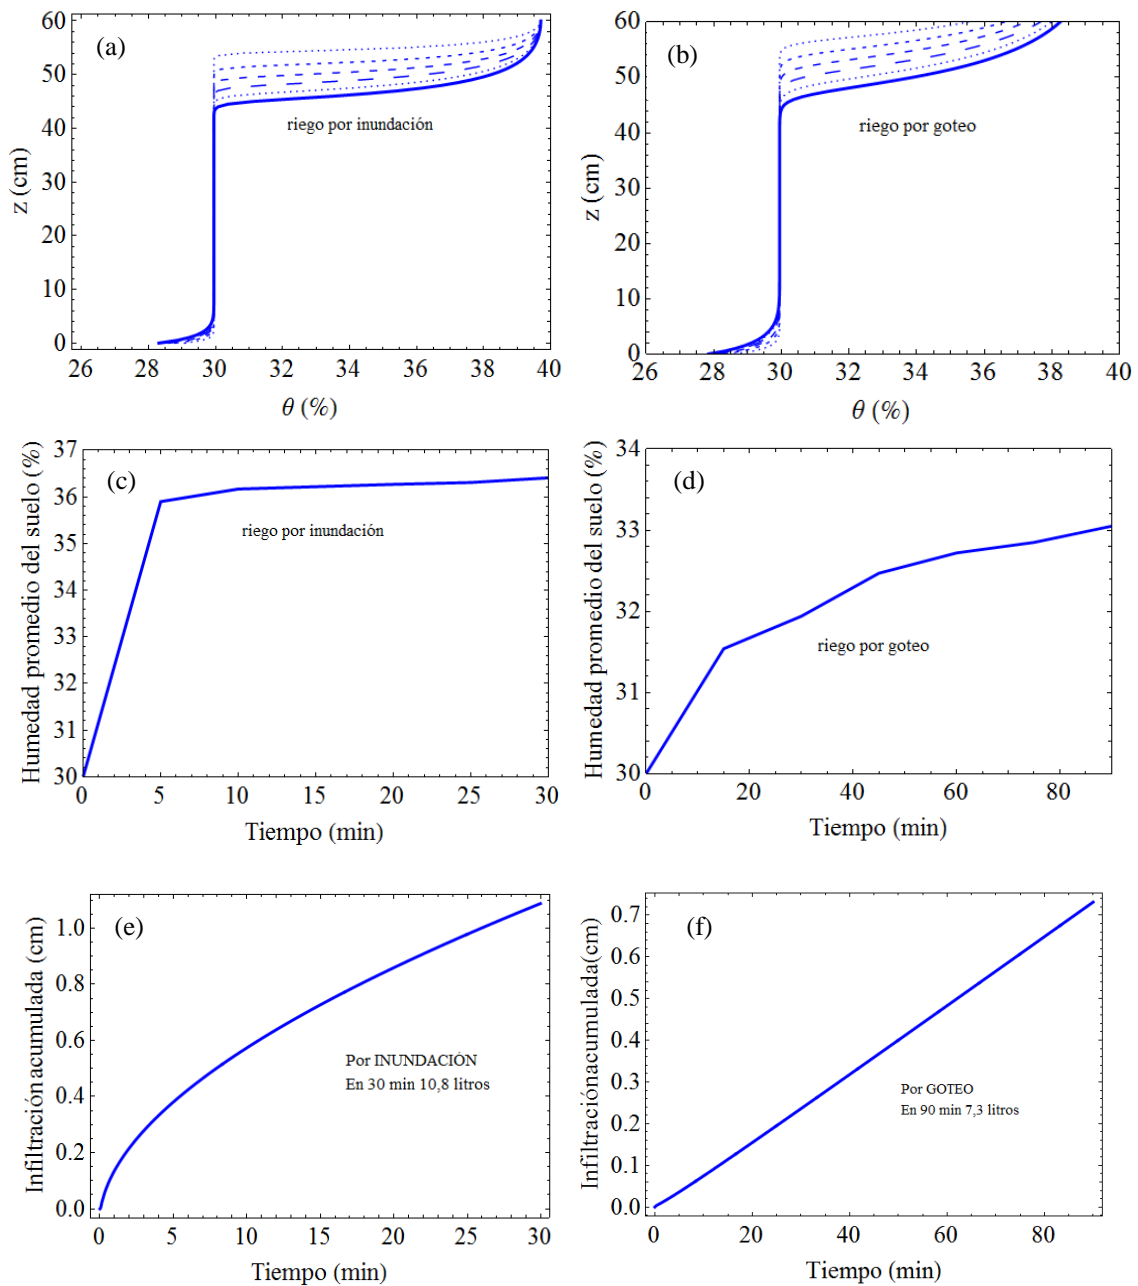 (a)
60
50
40
30
20
10
0
z (cm)
riego por inundación
26 28 30 32 34 36 38 40
θ (%)
(b)
60
50
40
30
20
10
0
z (cm)
riego por goteo
26 28 30 32 34 36 38 40
θ (%)
(c)
37
36
35
34
33
32
31
30
Humedad promedio del suelo (%)
riego por inundación
0 5 10 15 20 25 30
Tiempo (min)
(d)
34
33
32
31
30
Humedad promedio del suelo (%)
riego por goteo
0 20 40 60 80
Tiempo (min)
(e)
1.0
0.8
0.6
0.4
0.2
0.0
Infiltraciónacumulada (cm)
Por INUNDACIÓN
En 30 min 10,8 litros
0 5 10 15 20 25 30
Tiempo (min)
(f)
0.7
0.6
0.5
0.4
0.3
0.2
0.1
0.0
Infiltraciónacumulada(cm)
Por GOTEO
En 90 min 7,3 litros
0 20 40 60 80
Tiempo (min)